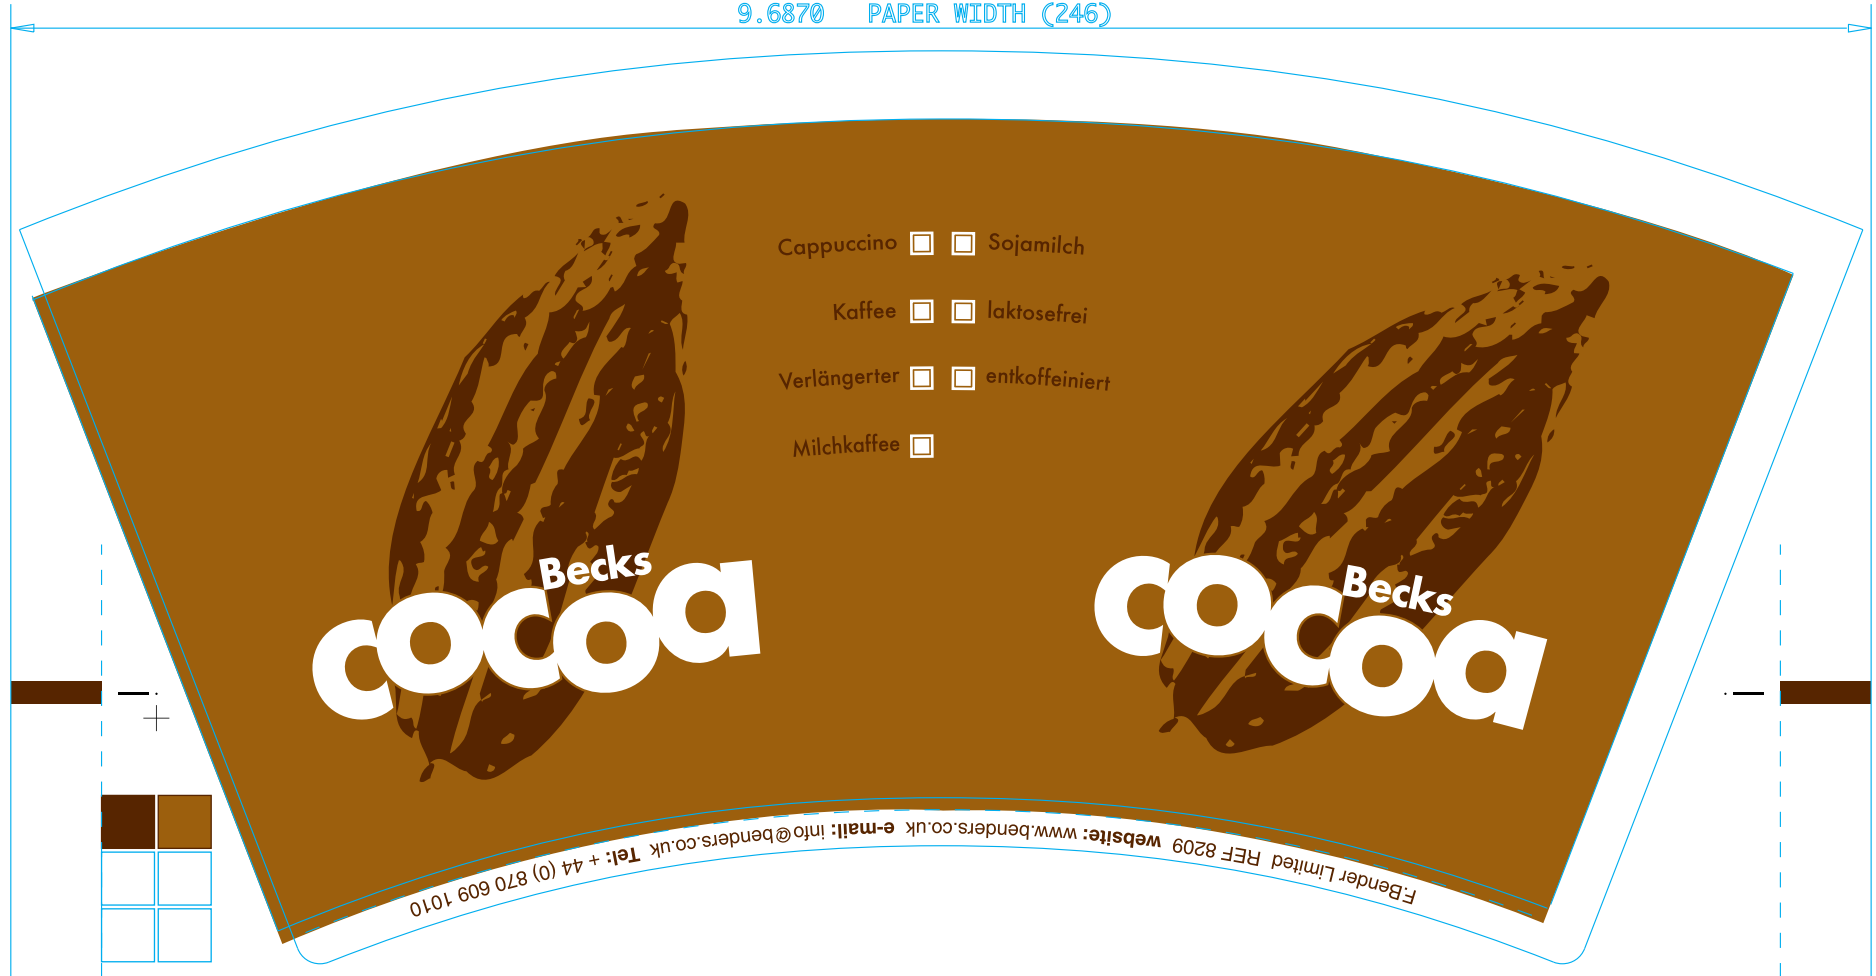 9.6870 PAPER WIDTH (246)
Cappuccino Sojamilch
Kaffee laktosefrei
Verlängerter entkoffeiniert
Milchkaffee
Becks
cocoa
Becks
cocoa
F.Bender Limited REF 8209 website: www.benders.co.uk e-mail: info@benders.co.uk Tel: + 44 (0) 870 609 1010